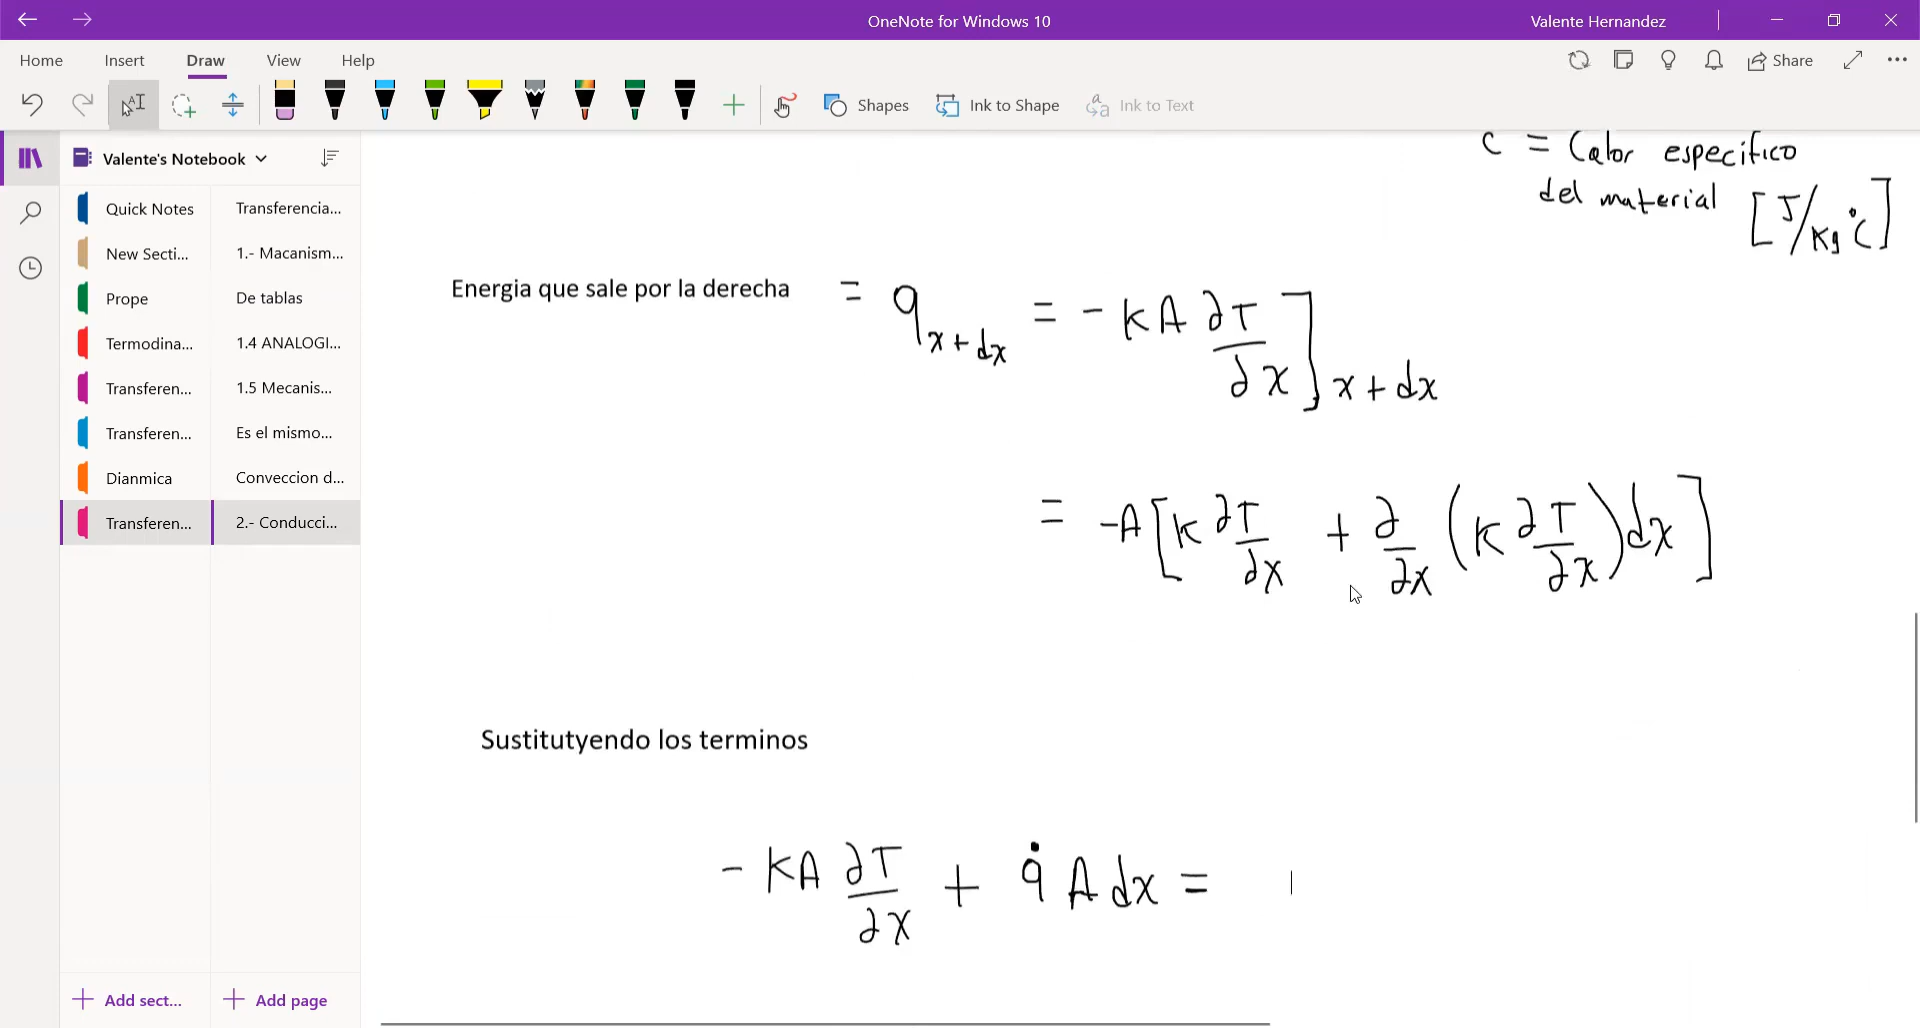 OneNote for Windows 10
Valente Hernandez
Home Insert Draw View Help
Share
Shapes Ink to Shape Ink to Text
Valente's Notebook
Quick Notes
New Secti...
Prope
Termodina...
Transferen...
Transferen...
Dianmica
Transferen...
Add sect...
Transferencia...
1.- Macanism...
De tablas
1.4 ANALOGI...
1.5 Mecanis...
Es el mismo...
Conveccion d...
2.- Conducci...
Add page
c = Calor especifico
del material [J/Kg°C]
Energia que sale por la derecha = q_{x+dx} = -KA ∂T/∂x]_{x+dx}
= -A[K ∂T/∂x + ∂/∂x (K ∂T/∂x)dx]
Sustitutyendo los terminos
-KA ∂T/∂x + q̇ A dx =